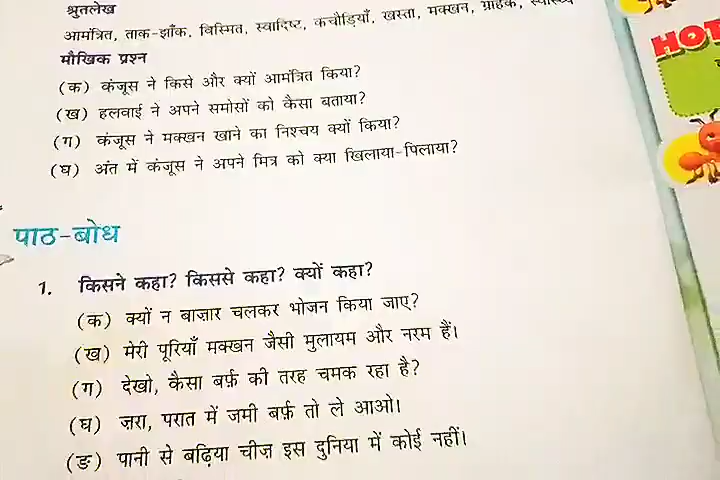 श्रुतलेख
आमंत्रित, ताक-झाँक, विस्मित, स्वादिष्ट, कचौड़ियाँ, खस्ता, मक्खन, ग्राहक,
मौखिक प्रश्न
(क) कंजूस ने किसे और क्यों आमंत्रित किया?
(ख) हलवाई ने अपने समोसों को कैसा बताया?
(ग) कंजूस ने मक्खन खाने का निश्चय क्यों किया?
(घ) अंत में कंजूस ने अपने मित्र को क्या खिलाया-पिलाया?
HOT
पाठ-बोध
1. किसने कहा? किससे कहा? क्यों कहा?
(क) क्यों न बाज़ार चलकर भोजन किया जाए?
(ख) मेरी पूरियाँ मक्खन जैसी मुलायम और नरम हैं।
(ग) देखो, कैसा बर्फ़ की तरह चमक रहा है?
(घ) ज़रा, परात में जमी बर्फ़ तो ले आओ।
(ङ) पानी से बढ़िया चीज़ इस दुनिया में कोई नहीं।